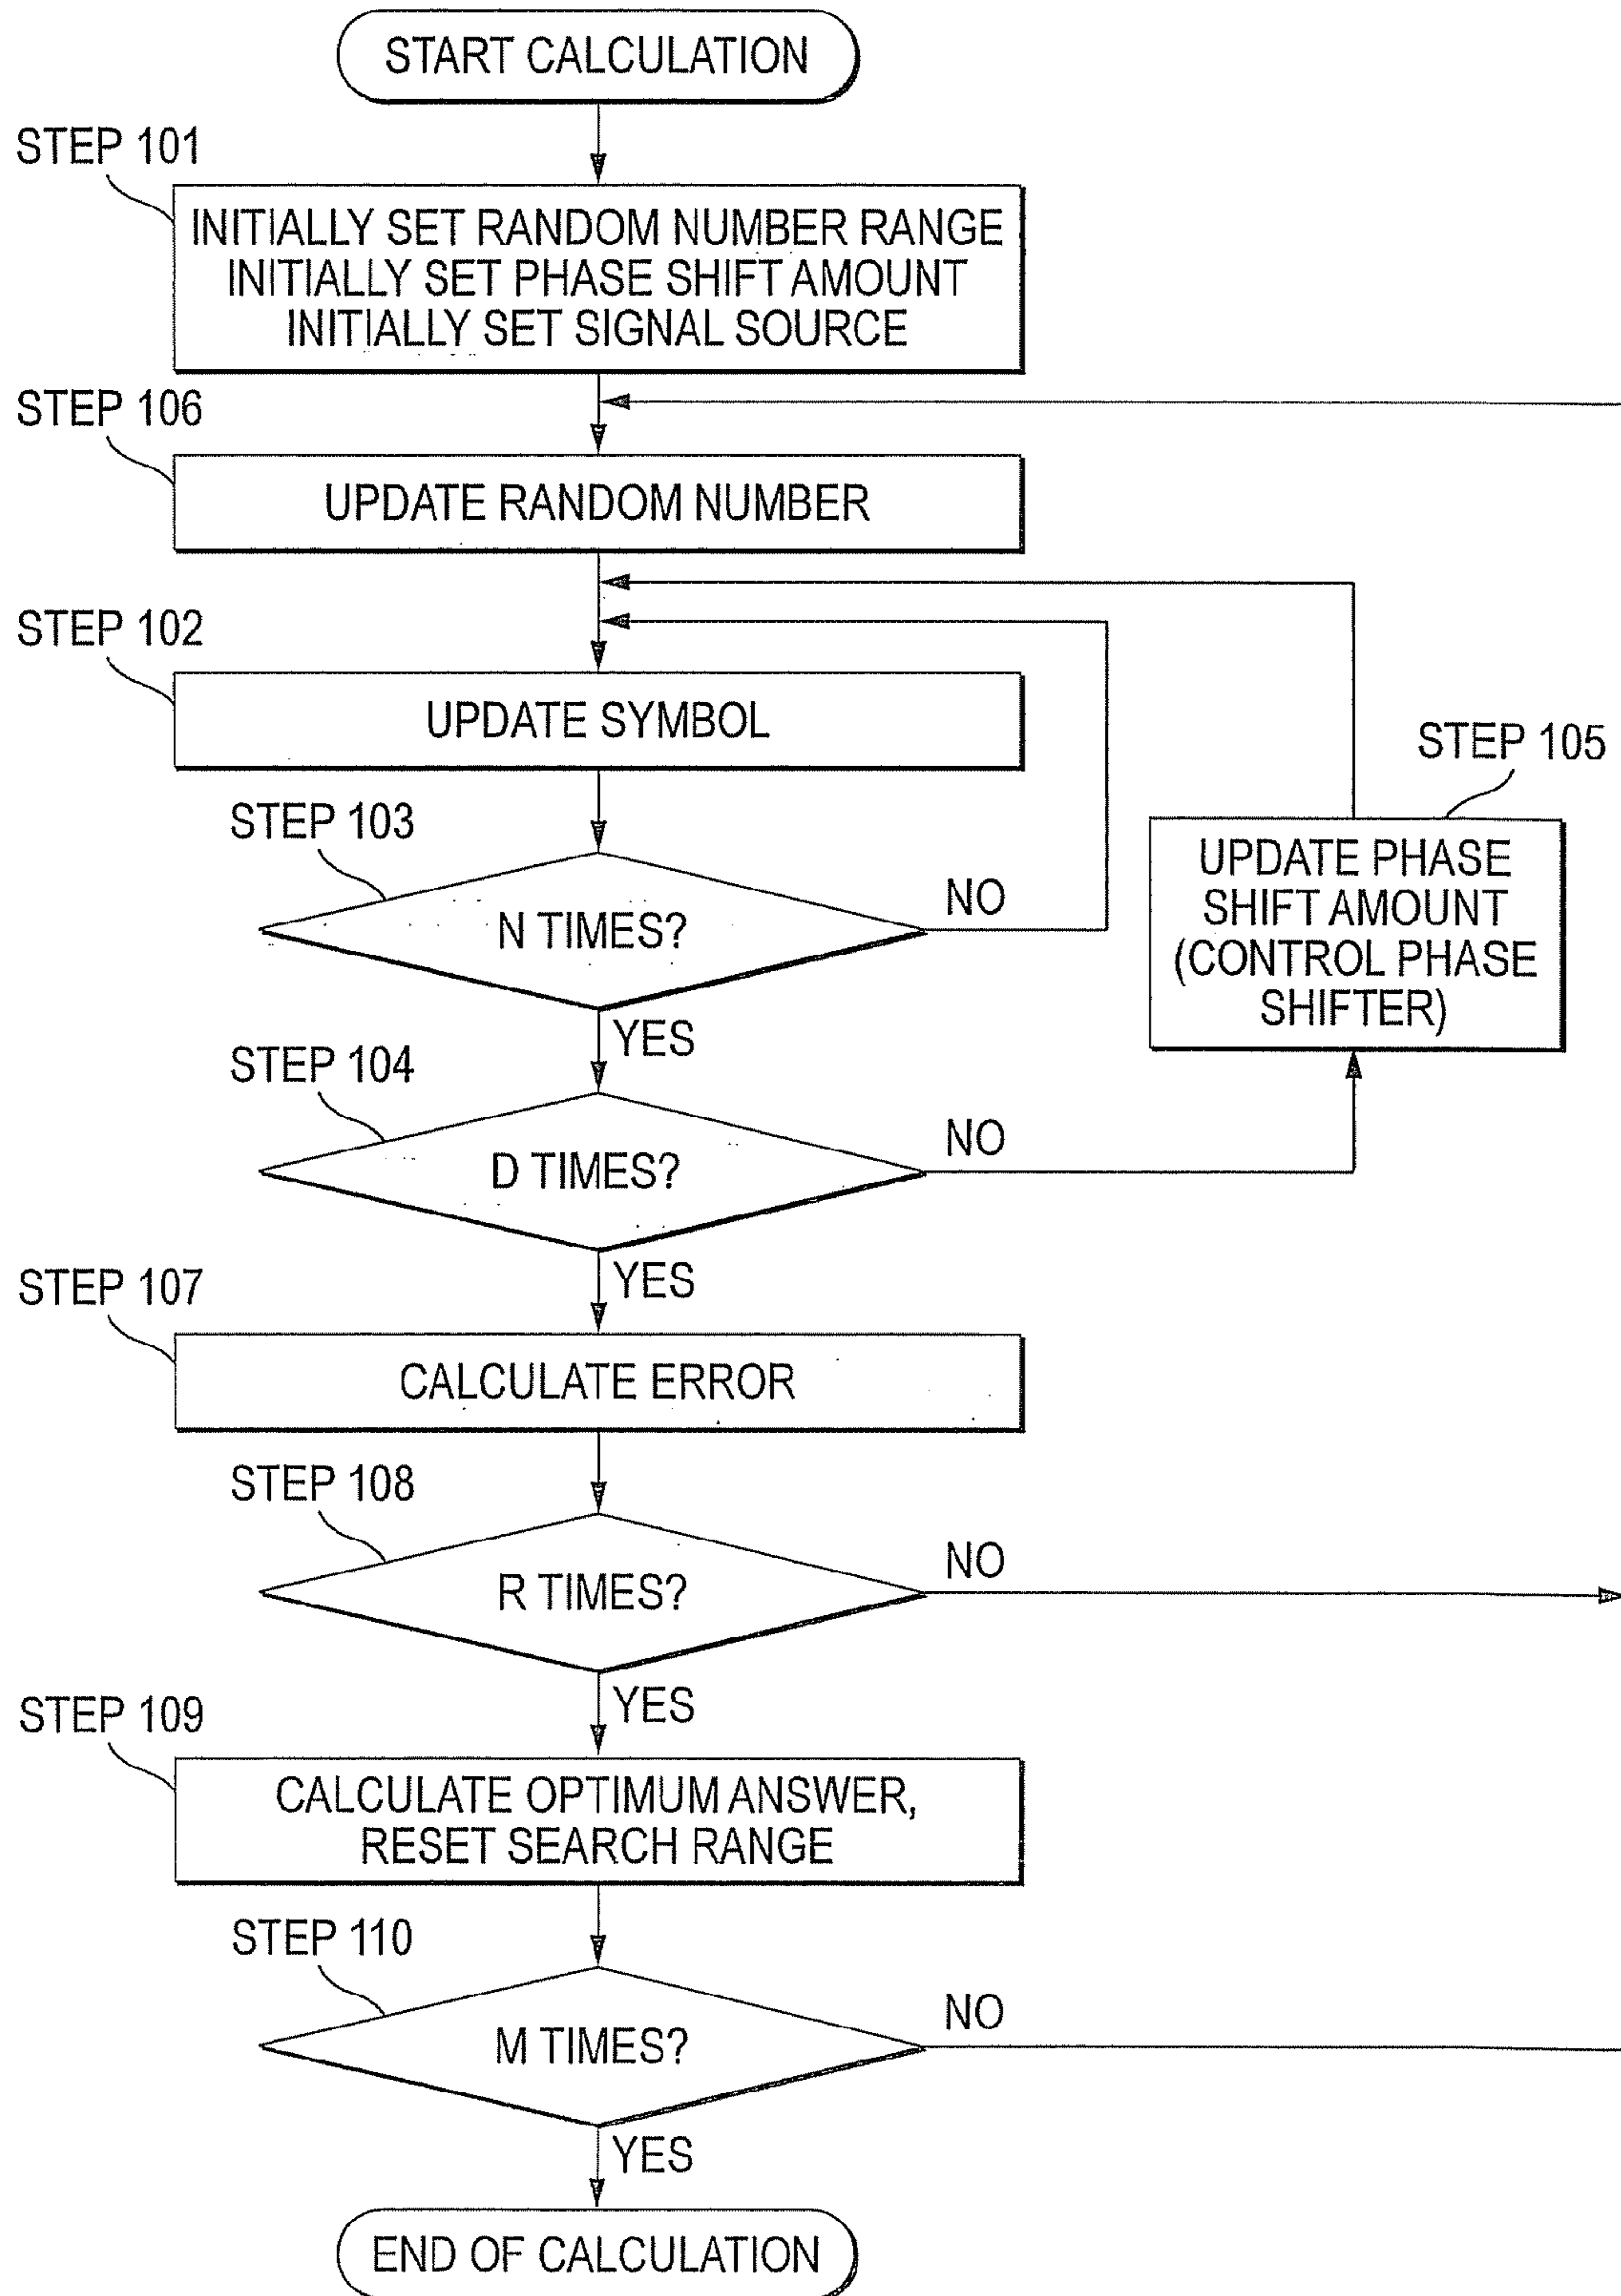 START CALCULATION
STEP 101
INITIALLY SET RANDOM NUMBER RANGE
INITIALLY SET PHASE SHIFT AMOUNT
INITIALLY SET SIGNAL SOURCE
STEP 106
UPDATE RANDOM NUMBER
STEP 102
UPDATE SYMBOL
STEP 103
N TIMES?
NO
YES
STEP 105
UPDATE PHASE
SHIFT AMOUNT
(CONTROL PHASE
SHIFTER)
STEP 104
D TIMES?
NO
YES
STEP 107
CALCULATE ERROR
STEP 108
R TIMES?
NO
YES
STEP 109
CALCULATE OPTIMUM ANSWER,
RESET SEARCH RANGE
STEP 110
M TIMES?
NO
YES
END OF CALCULATION